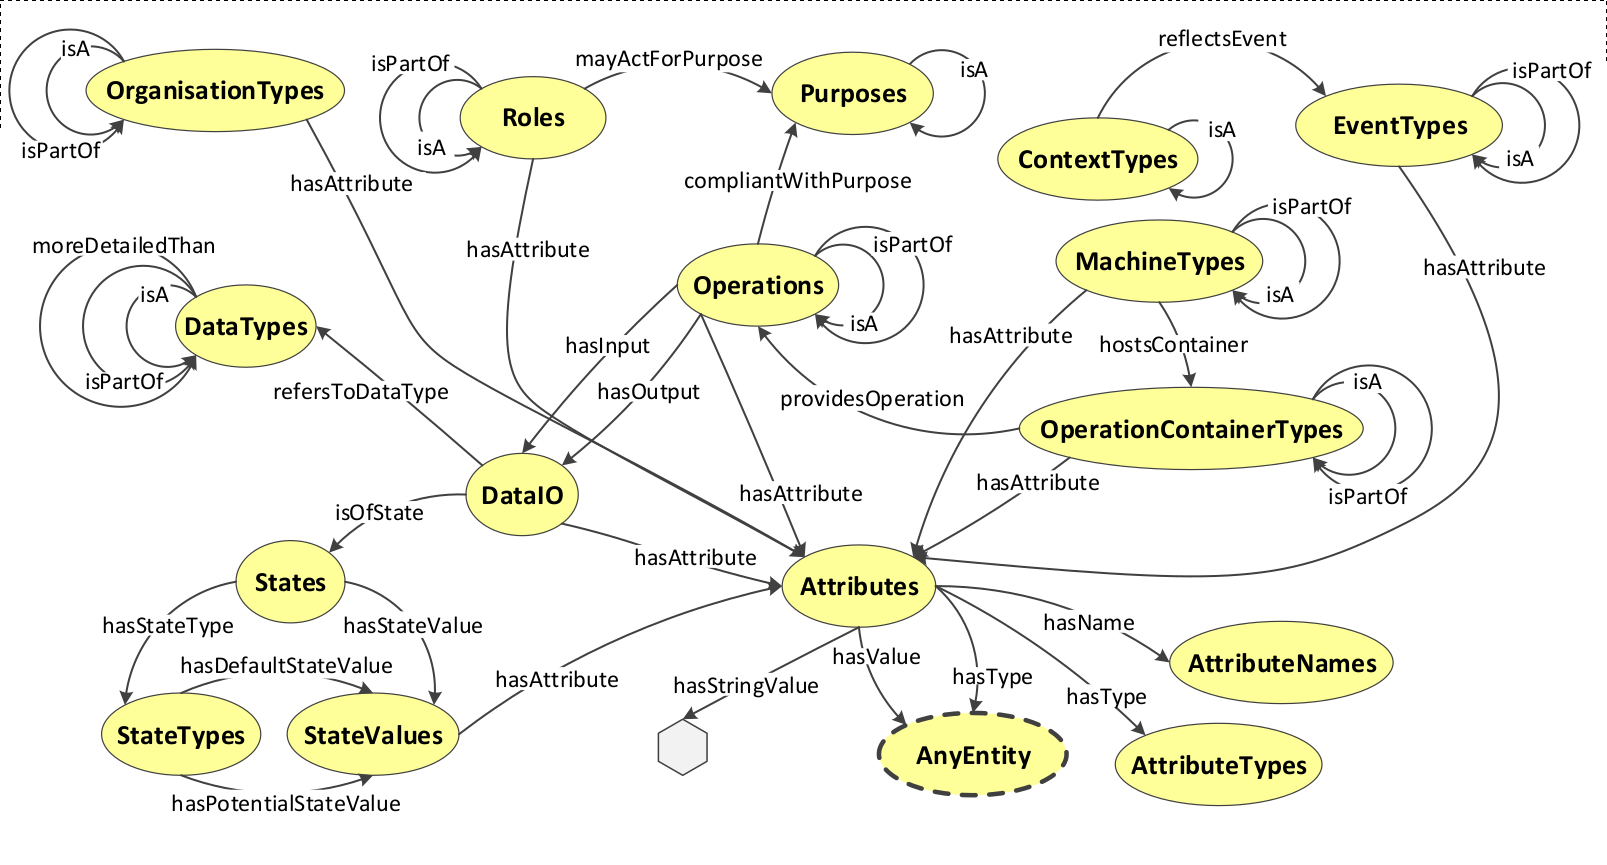 reflectsEvent
isA
mayActForPurpose
isPartOf
isA
isPartOf
OrganisationTypes
Purposes
Roles
EventTypes
isA
isA
isPartOf
ContextTypes
isA
compliantWithPurpose
hasAttribute
isPartOf
moreDetailedThan
hasAttribute
isPartOf
MachineTypes
hasAttribute
Operations
isA
isA
DataTypes
isA
hasAttribute
hostsContainer
hasInput
isPartOf
isA
refersToDataType
hasOutput
providesOperation
OperationContainerTypes
hasAttribute
hasAttribute
isPartOf
DataIO
isOfState
hasAttribute
States
Attributes
hasStateType
hasStateValue
hasName
hasDefaultStateValue
hasValue
AttributeNames
hasAttribute
hasStringValue
hasType
hasType
StateTypes
StateValues
AnyEntity
AttributeTypes
hasPotentialStateValue